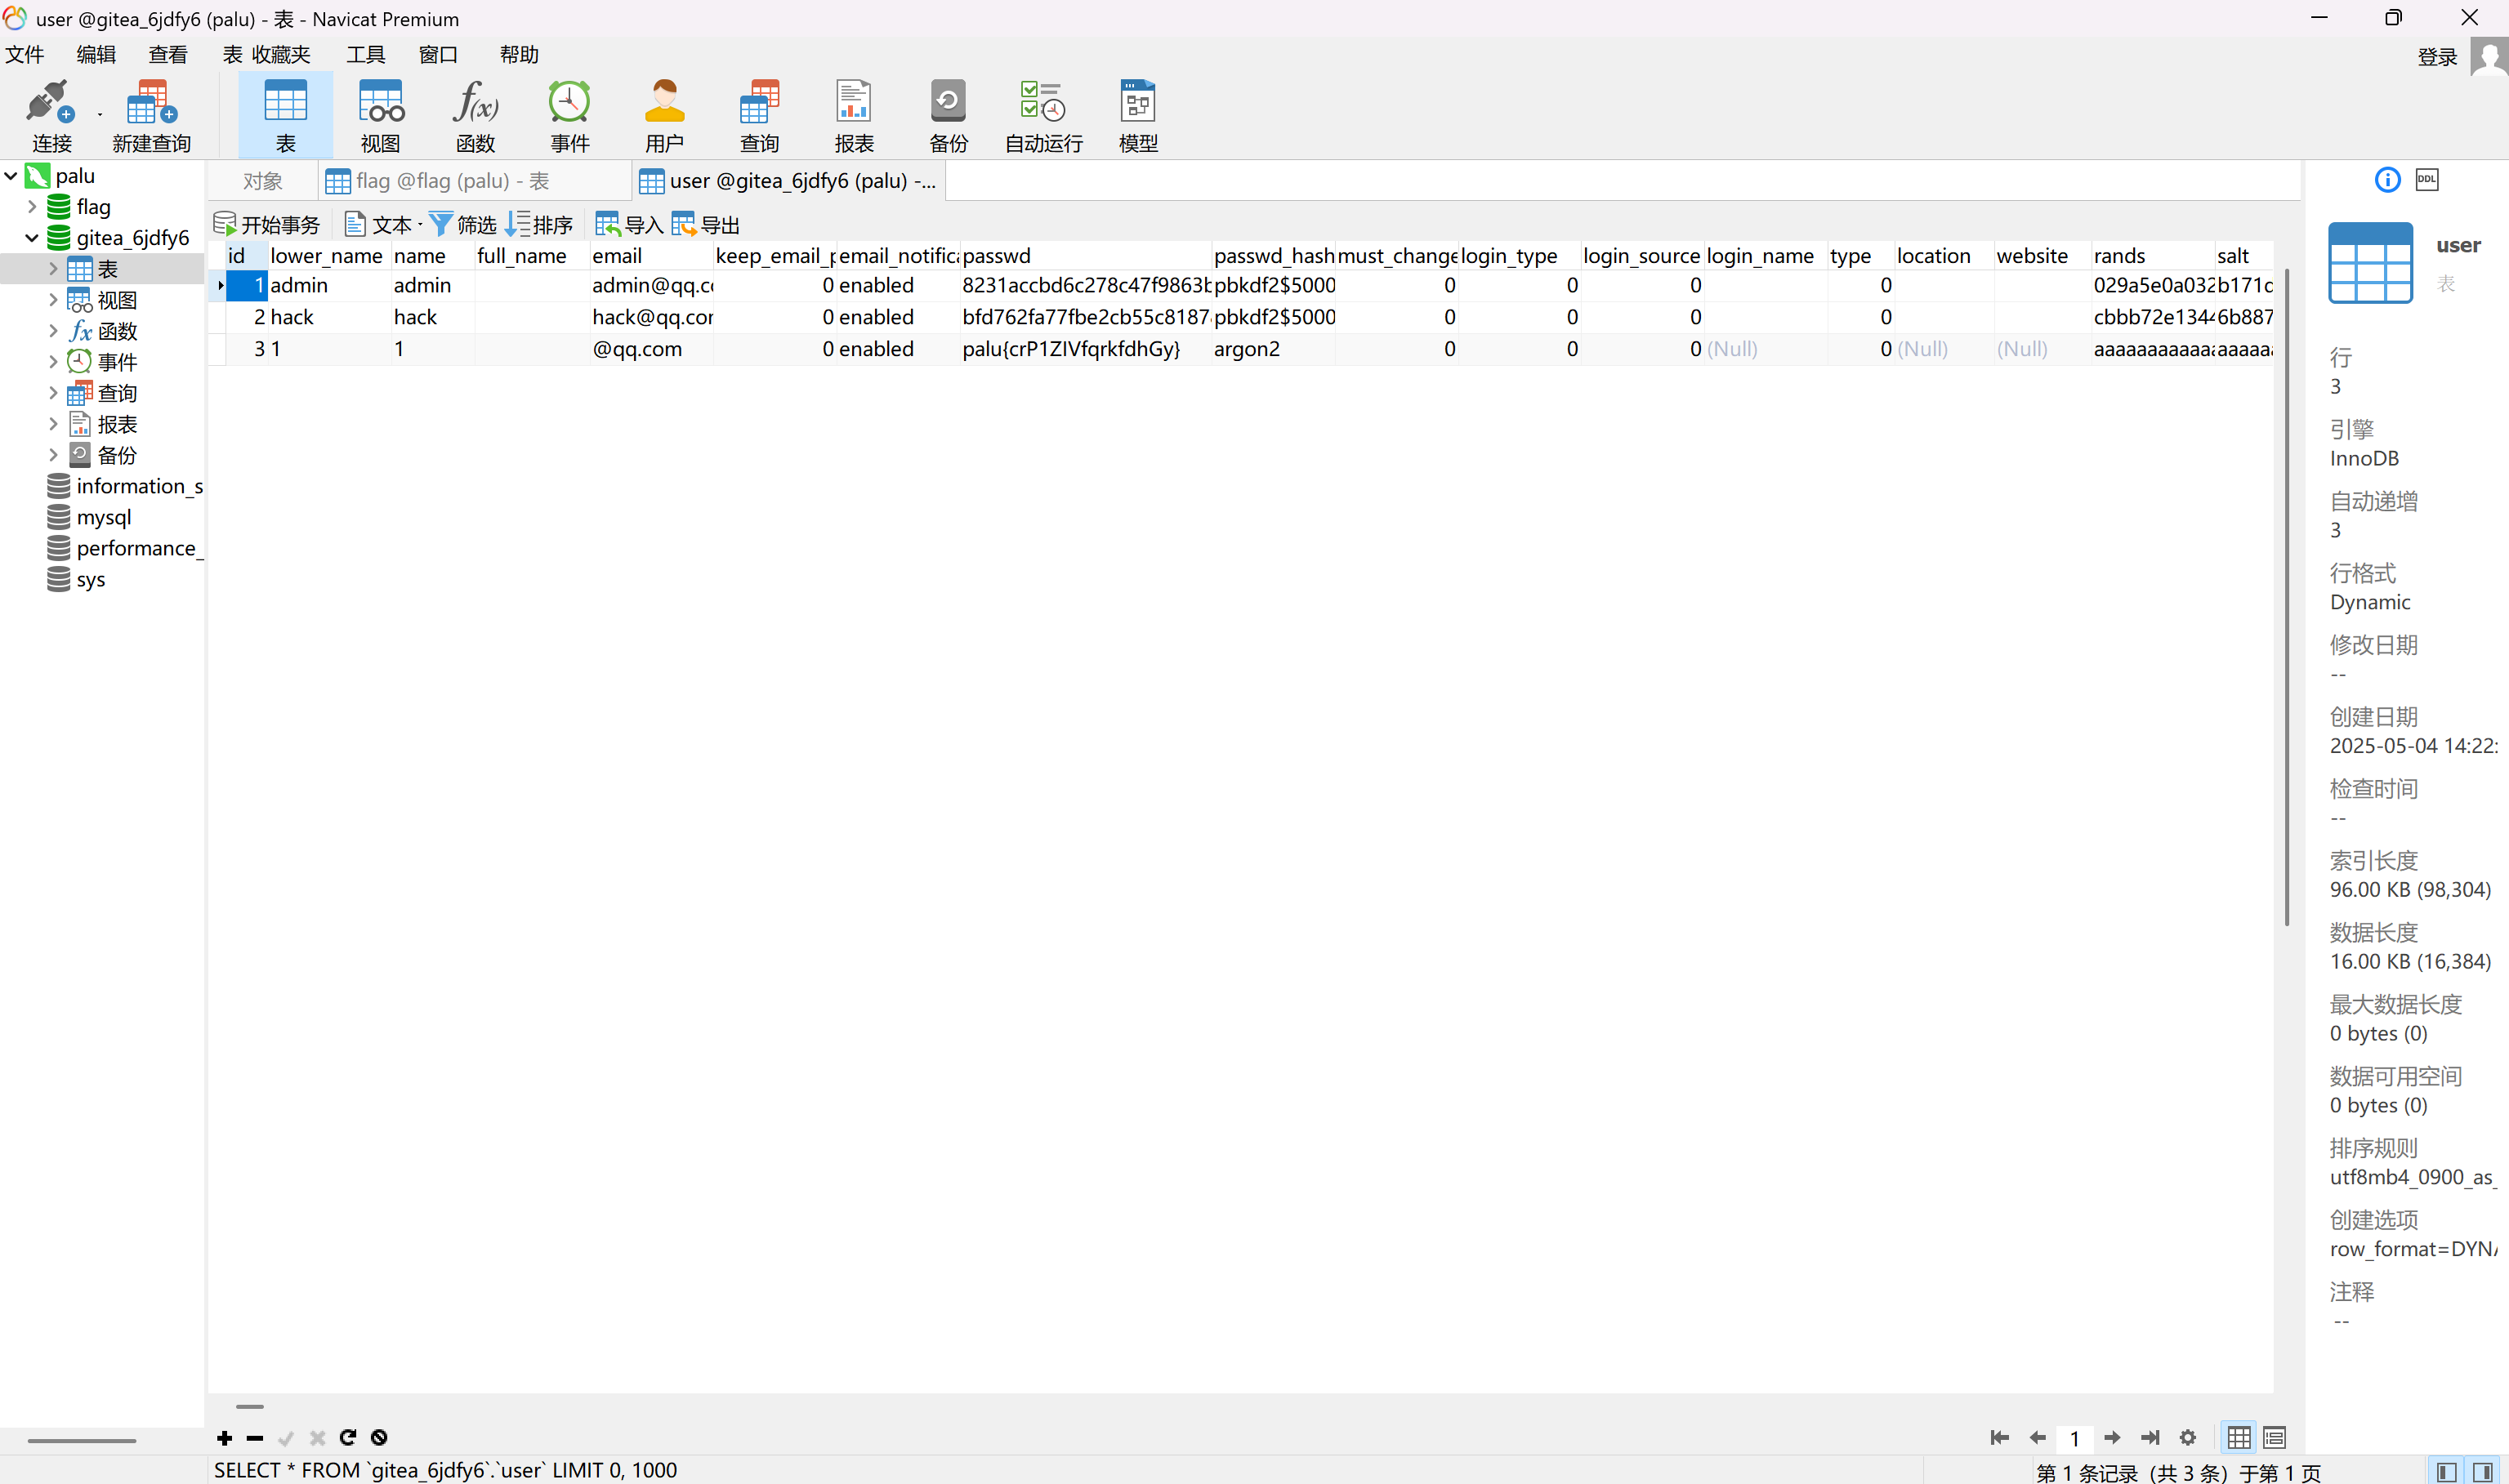 user @gitea_6jdfy6 (palu) - 表 - Navicat Premium
文件 编辑 查看 表 收藏夹 工具 窗口 帮助 登录
连接 新建查询 表 视图 函数 事件 用户 查询 报表 备份 自动运行 模型
palu
flag
gitea_6jdfy6
表
视图
函数
事件
查询
报表
备份
information_s
mysql
performance_
sys
对象 flag @flag (palu) - 表 user @gitea_6jdfy6 (palu) -...
开始事务 文本 筛选 排序 导入 导出
id lower_name name full_name email keep_email_p email_notific passwd passwd_hash must_change login_type login_source login_name type location website rands salt
1 admin admin admin@qq.c 0 enabled 8231accbd6c278c47f9863b pbkdf2$5000 0 0 0 0 029a5e0a032 b171c
2 hack hack hack@qq.cor 0 enabled bfd762fa77fbe2cb55c8187 pbkdf2$5000 0 0 0 0 cbbb72e1344 6b887
3 1 1 @qq.com 0 enabled palu{crP1ZIVfqrkfdhGy} argon2 0 0 0 (Null) 0 (Null) (Null) aaaaaaaaaaaa aaaaaa
DDL
user
表
行
3
引擎
InnoDB
自动递增
3
行格式
Dynamic
修改日期
--
创建日期
2025-05-04 14:22:
检查时间
--
索引长度
96.00 KB (98,304)
数据长度
16.00 KB (16,384)
最大数据长度
0 bytes (0)
数据可用空间
0 bytes (0)
排序规则
utf8mb4_0900_as_
创建选项
row_format=DYNA
注释
--
1
SELECT * FROM `gitea_6jdfy6`.`user` LIMIT 0, 1000
第 1 条记录（共 3 条）于第 1 页